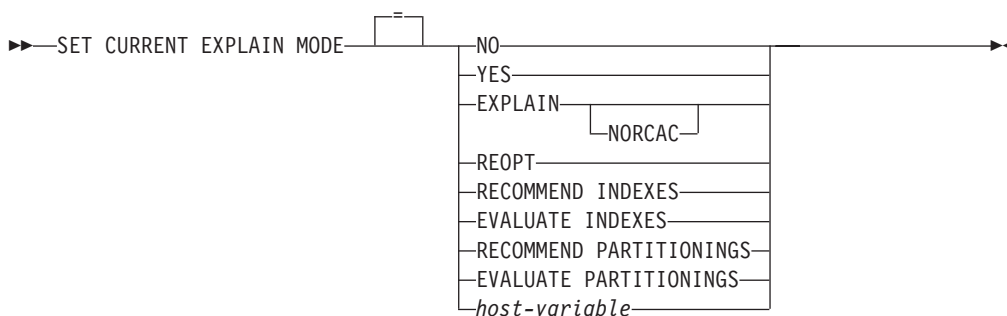 =
SET CURRENT EXPLAIN MODE NO
YES
EXPLAIN
NORCAC
REOPT
RECOMMEND INDEXES
EVALUATE INDEXES
RECOMMEND PARTITIONINGS
EVALUATE PARTITIONINGS
host-variable